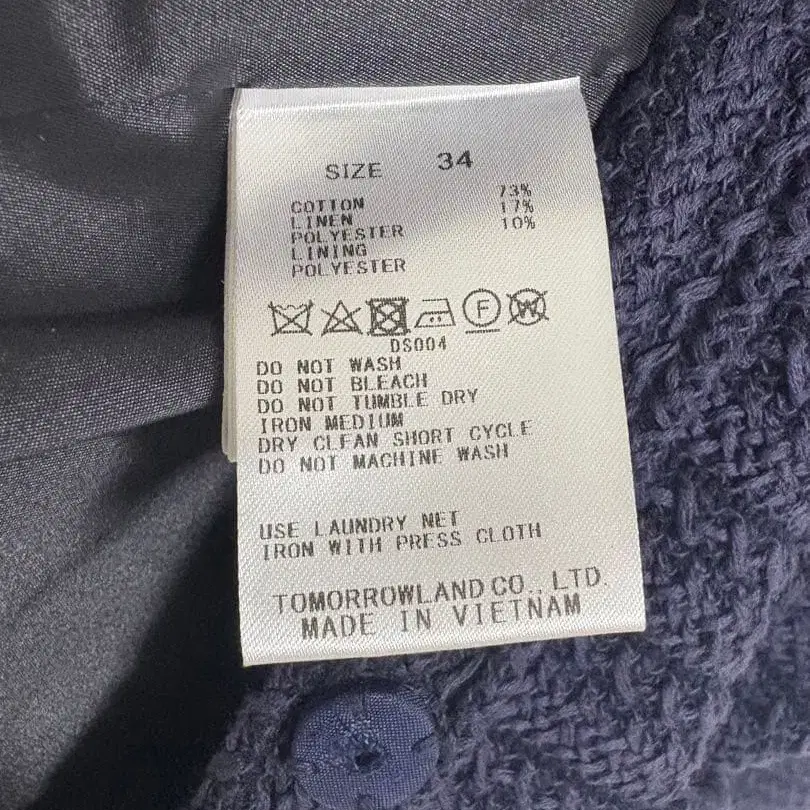 SIZE 34
COTTON 73%
LINEN 17%
POLYESTER 10%
LINING
POLYESTER
F W
DS004
DO NOT WASH
DO NOT BLEACH
DO NOT TUMBLE DRY
IRON MEDIUM
DRY CLEAN SHORT CYCLE
DO NOT MACHINE WASH
USE LAUNDRY NET
IRON WITH PRESS CLOTH
TOMORROWLAND CO., LTD.
MADE IN VIETNAM